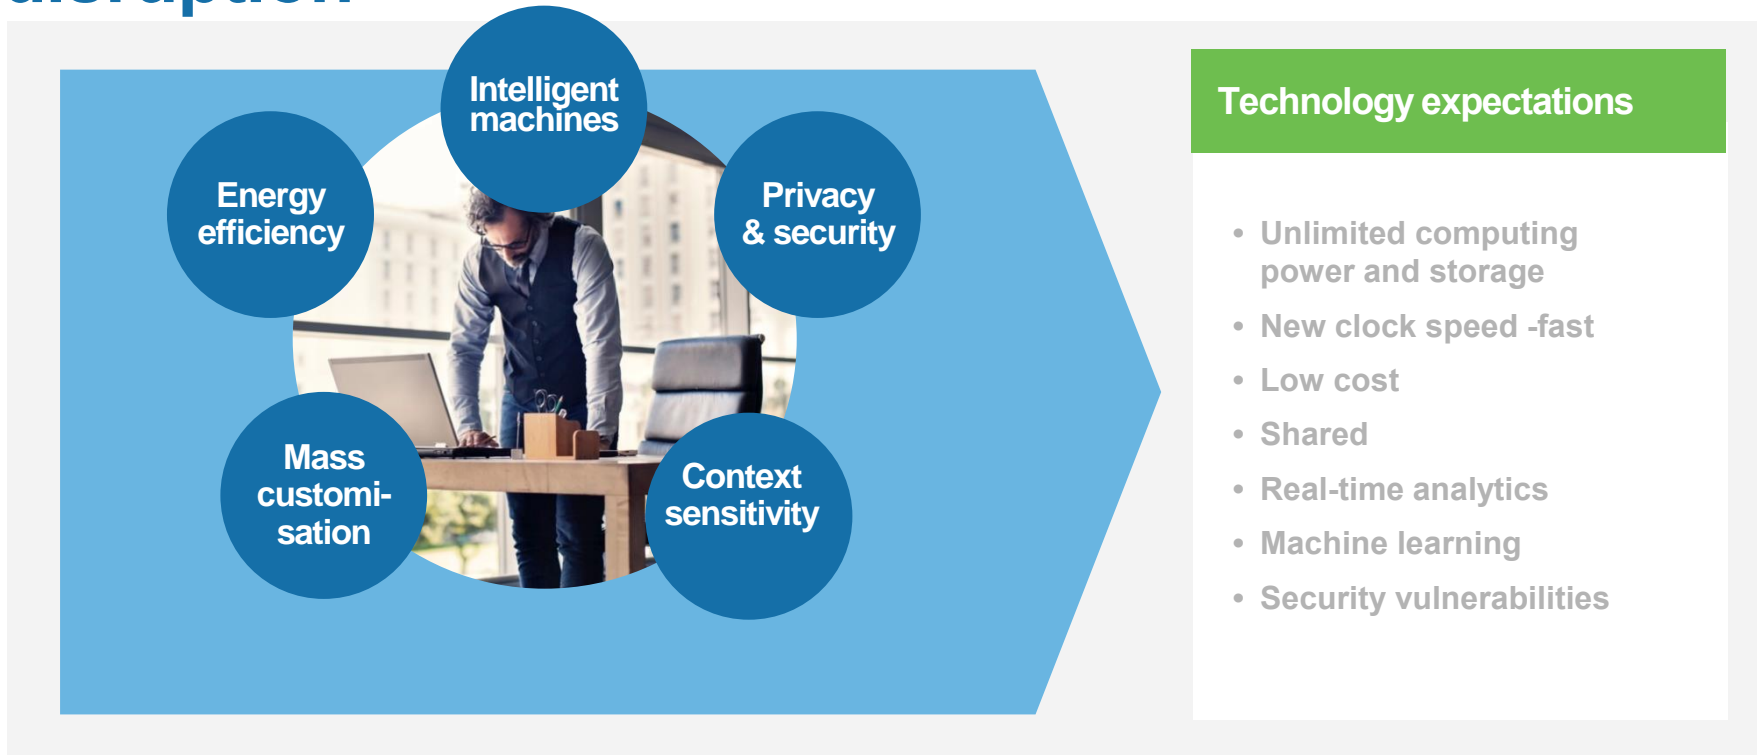 disruption
Intelligent
machines
Energy
efficiency
Privacy
& security
Mass
customi-
sation
Context
sensitivity
Technology expectations
• Unlimited computing
power and storage
• New clock speed -fast
• Low cost
• Shared
• Real-time analytics
• Machine learning
• Security vulnerabilities